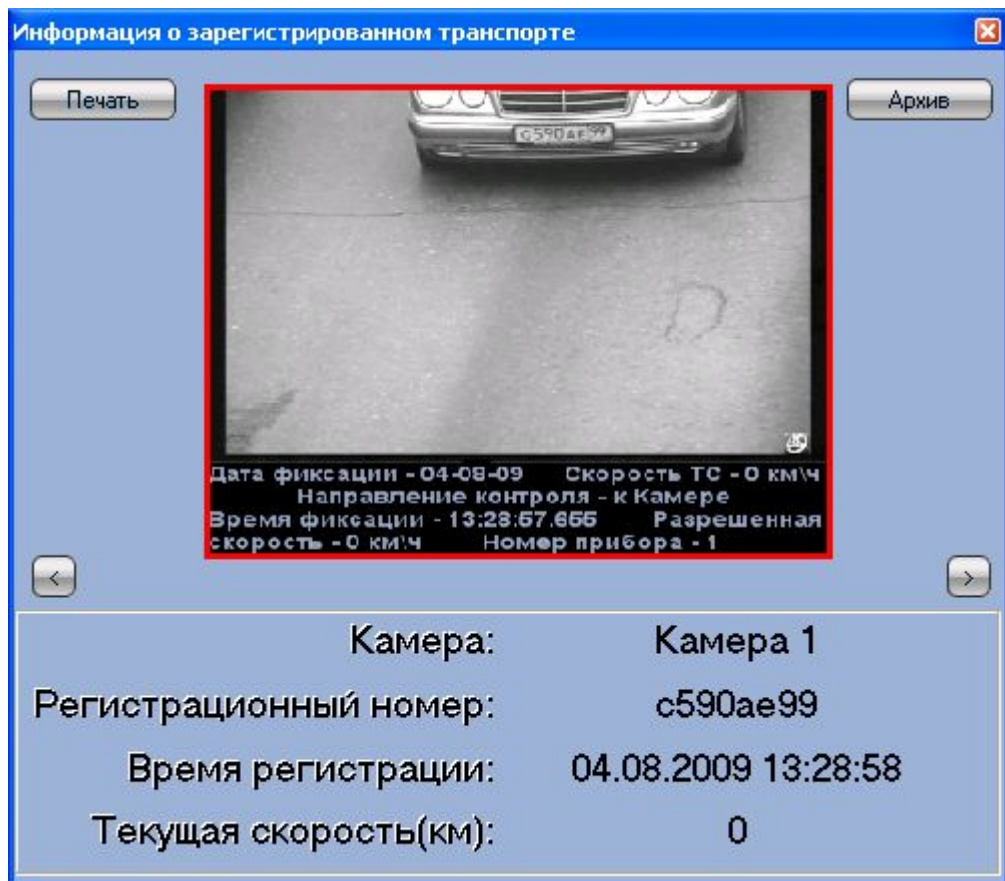 Информация о зарегистрированном транспорте
Печать
Архив
с590ае99
Дата фиксации - 04-08-09 Скорость ТС - 0 км\ч
Направление контроля - к Камере
Время фиксации - 13:28:57.655 Разрешенная
скорость - 0 км\ч Номер прибора - 1
<
>
Камера: Камера 1
Регистрационный номер: с590ае99
Время регистрации: 04.08.2009 13:28:58
Текущая скорость(км): 0